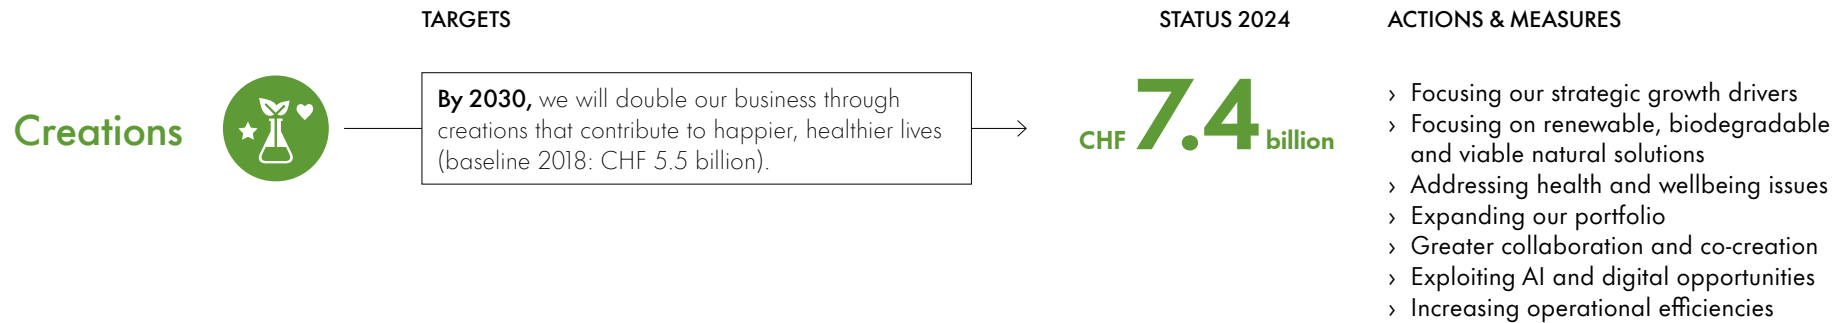 TARGETS
STATUS 2024
ACTIONS & MEASURES
Creations
By 2030, we will double our business through
creations that contribute to happier, healthier lives
(baseline 2018: CHF 5.5 billion).
CHF 7.4 billion
› Focusing our strategic growth drivers
› Focusing on renewable, biodegradable
and viable natural solutions
› Addressing health and wellbeing issues
› Expanding our portfolio
› Greater collaboration and co-creation
› Exploiting AI and digital opportunities
› Increasing operational efficiencies